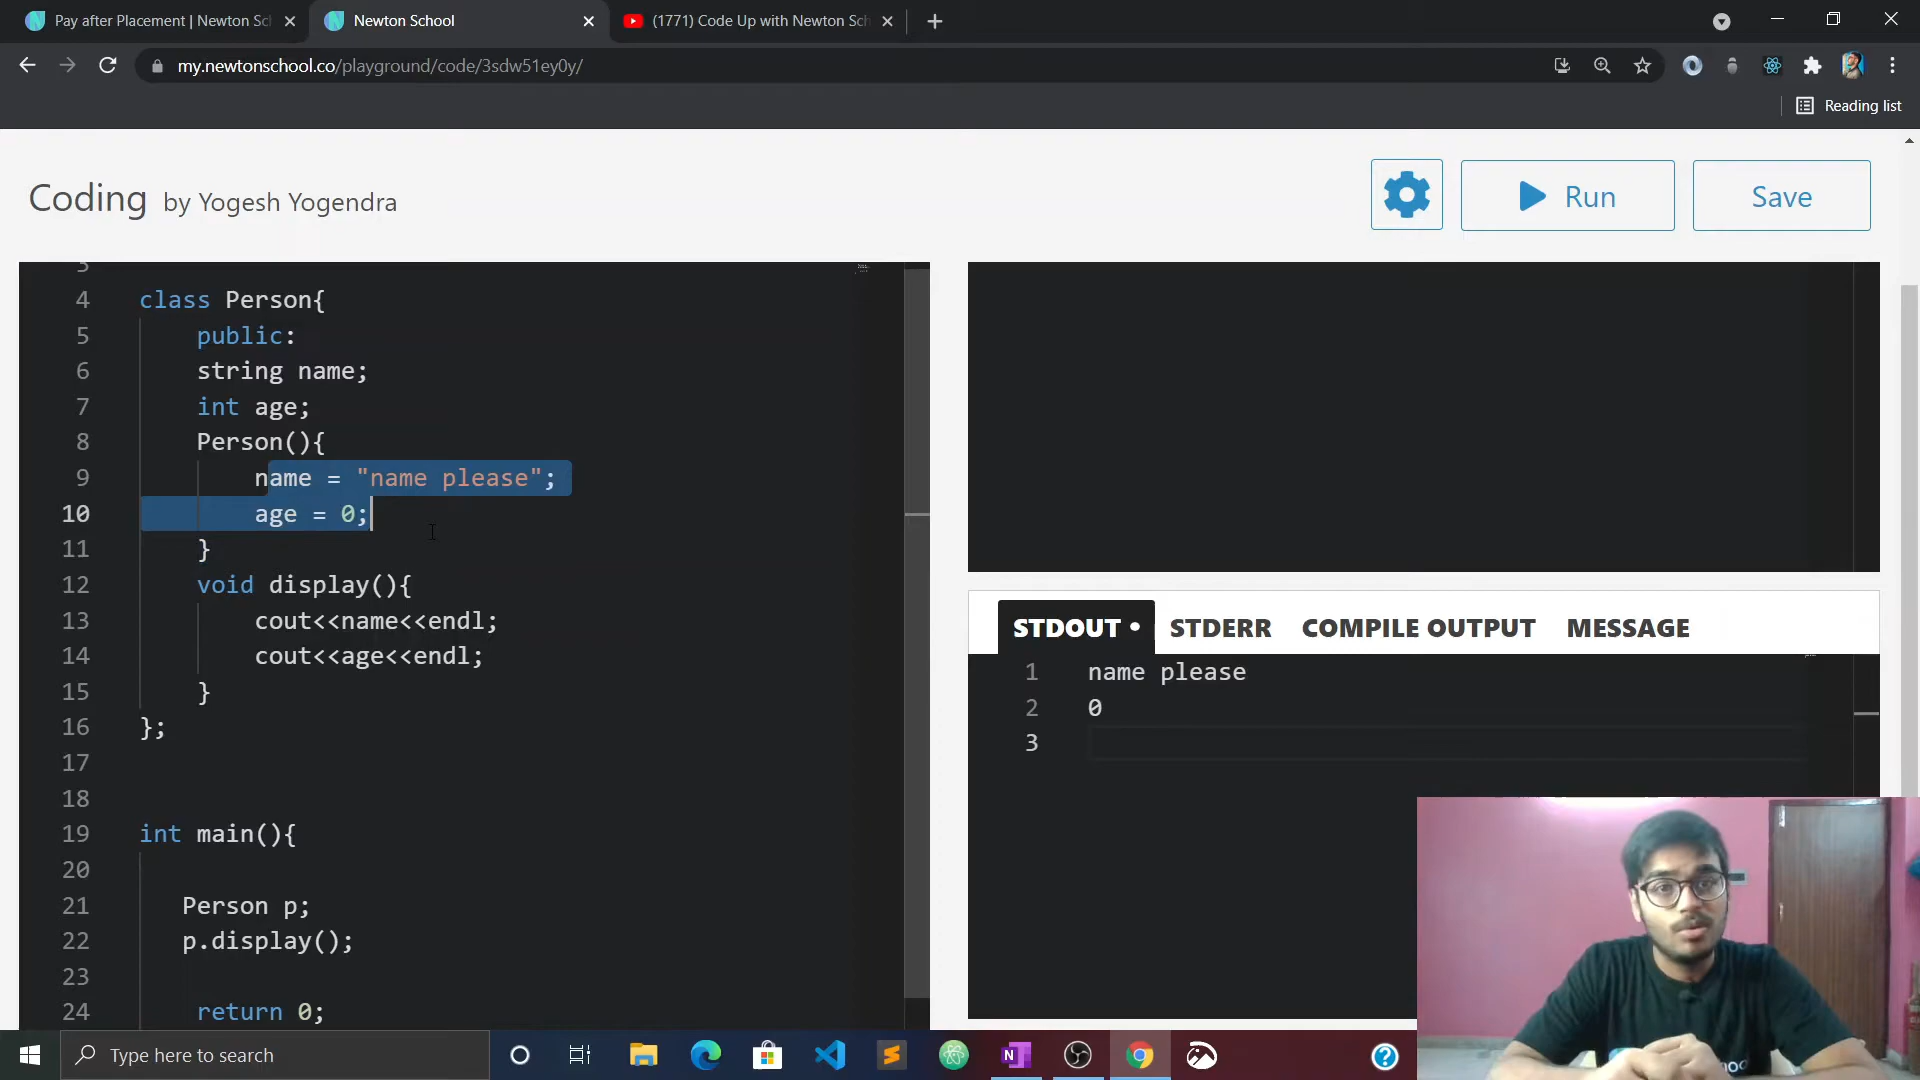 Pay after Placement | Newton Sc
Newton School
(1771) Code Up with Newton Sch
my.newtonschool.co/playground/code/3sdw51ey0y/
Reading list
Coding by Yogesh Yogendra
Run
Save
3
4 class Person{
5 public:
6 string name;
7 int age;
8 Person(){
9 name = "name please";
10 age = 0;
11 }
12 void display(){
13 cout<<name<<endl;
14 cout<<age<<endl;
15 }
16 };
17
18
19 int main(){
20
21 Person p;
22 p.display();
23
24 return 0;
STDOUT • STDERR COMPILE OUTPUT MESSAGE
1 name please
2 0
3
Type here to search